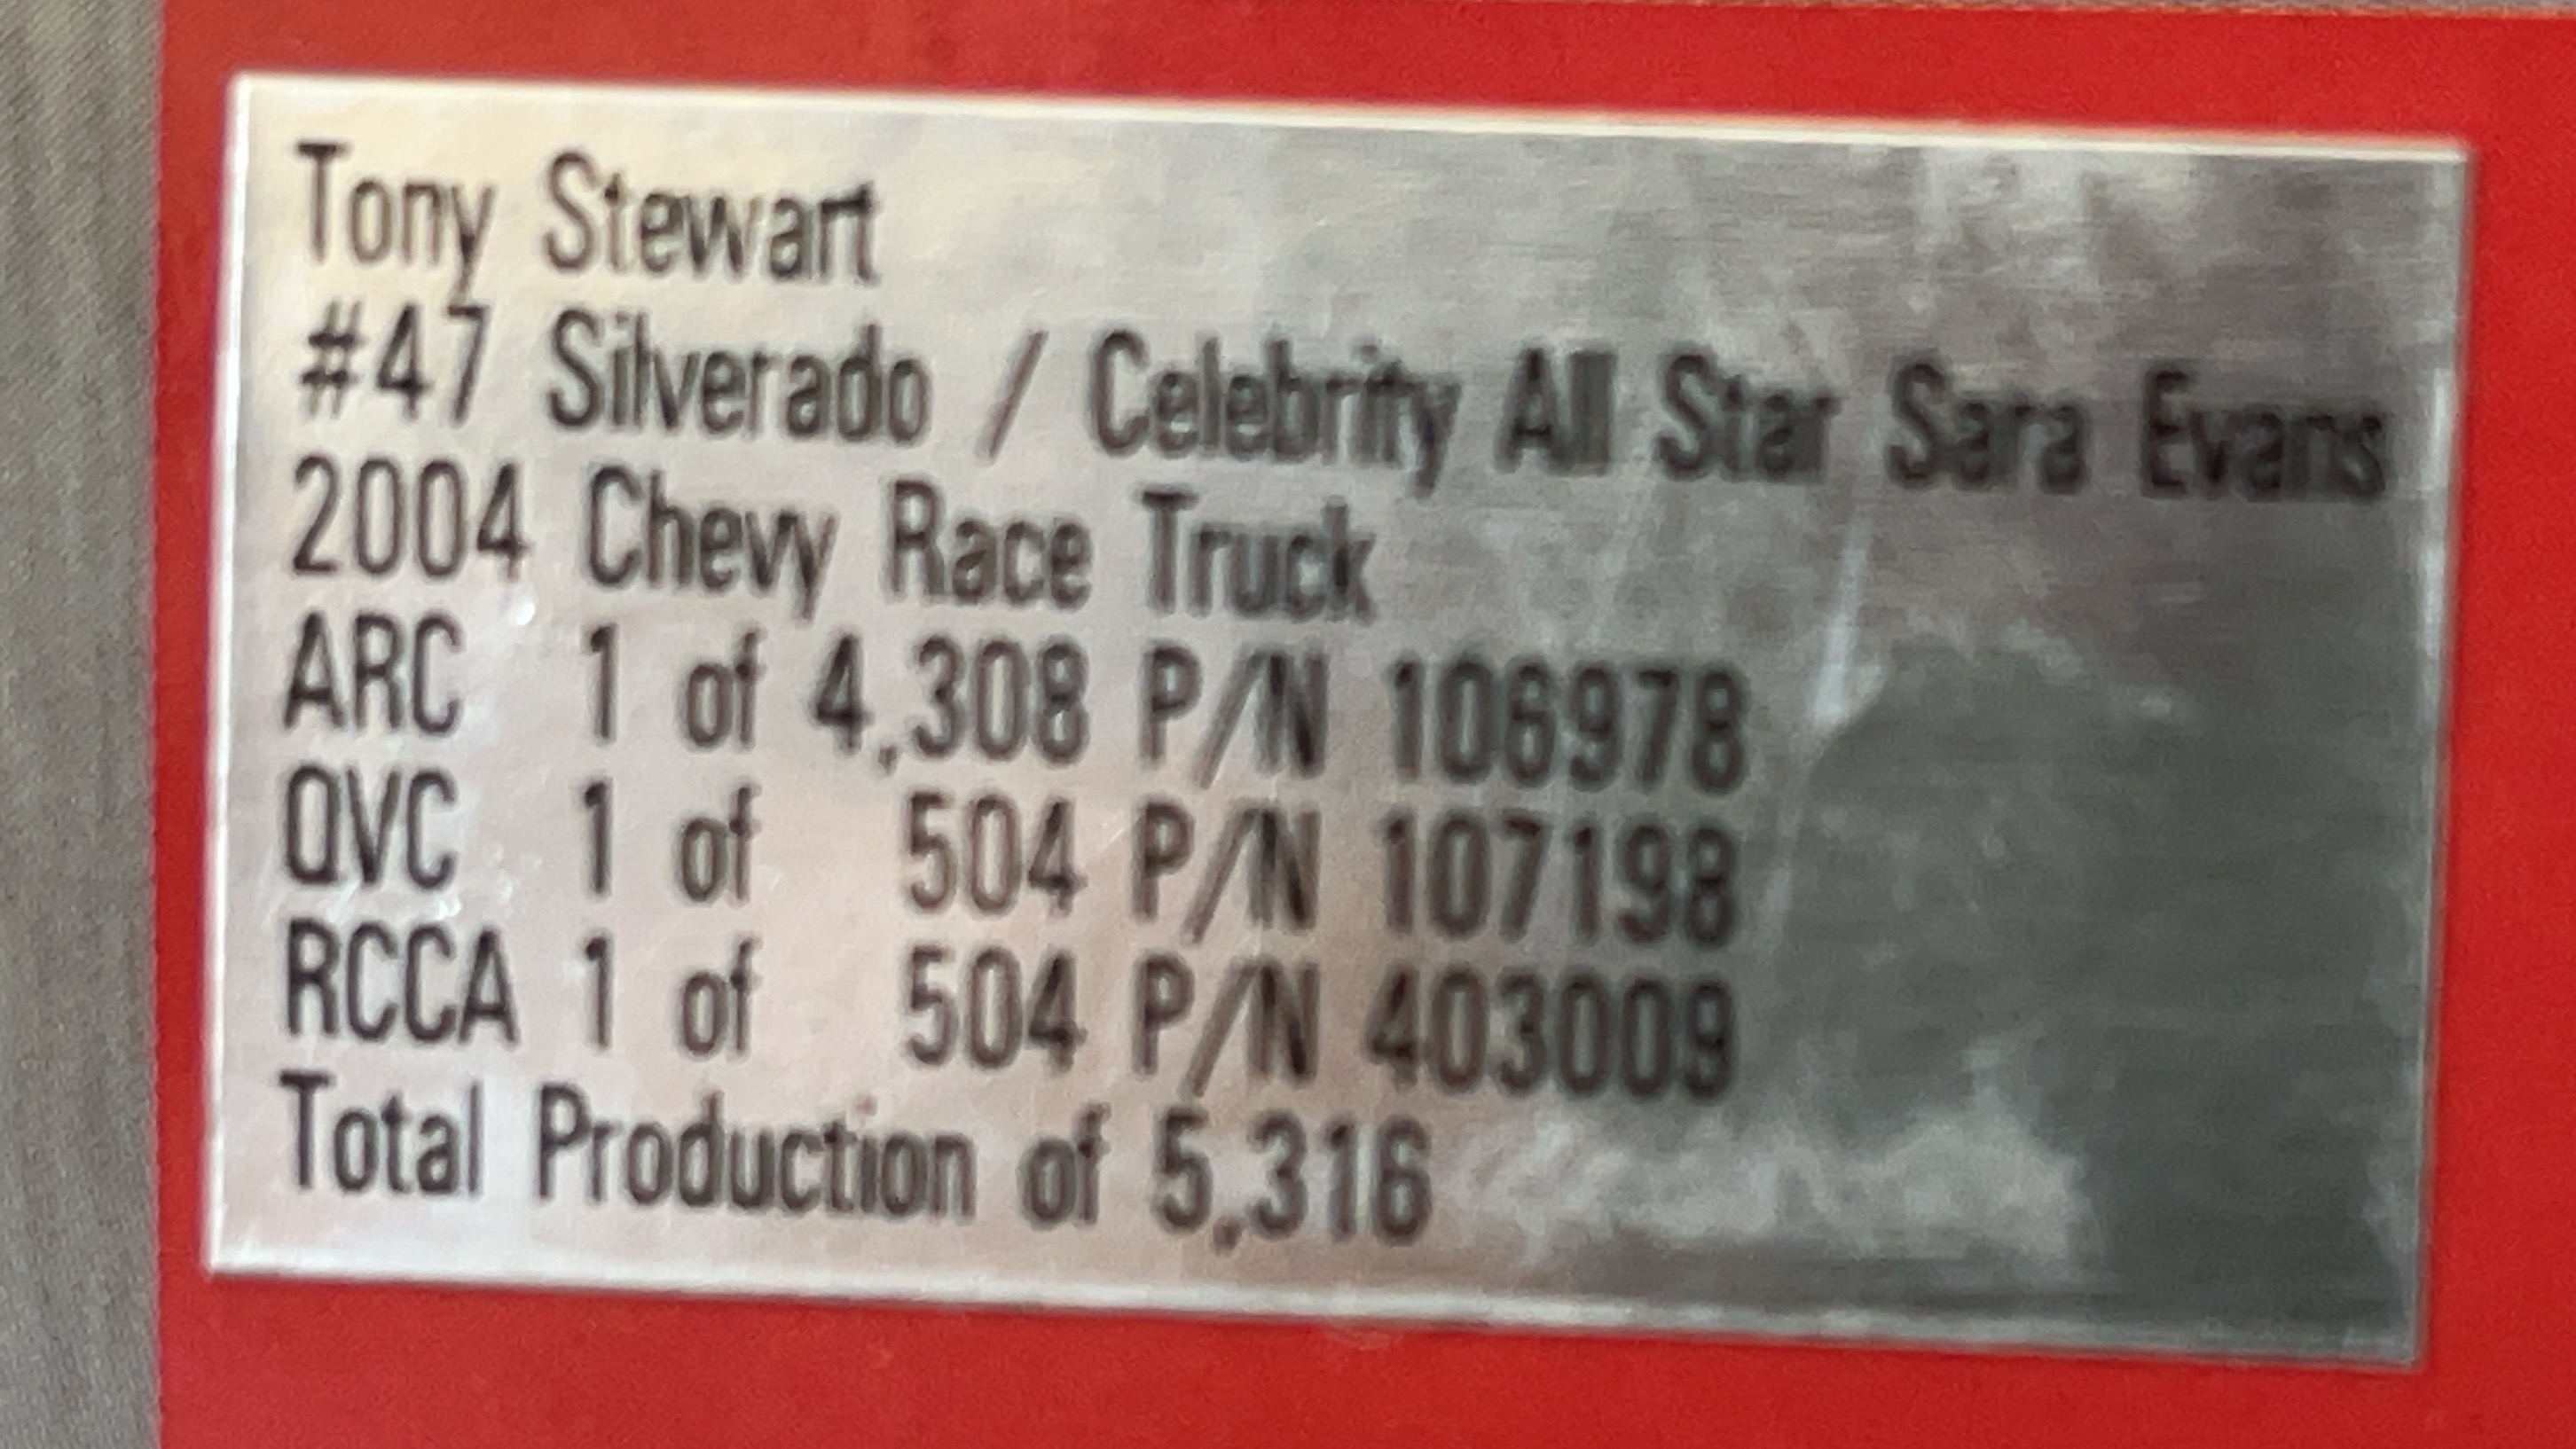 Tony Stewart
#47 Silverado / Celebrity All Star Sara Evans
2004 Chevy Race Truck
ARC 1 of 4,308 P/N 106978
QVC 1 of 504 P/N 107198
RCCA 1 of 504 P/N 403009
Total Production of 5,316